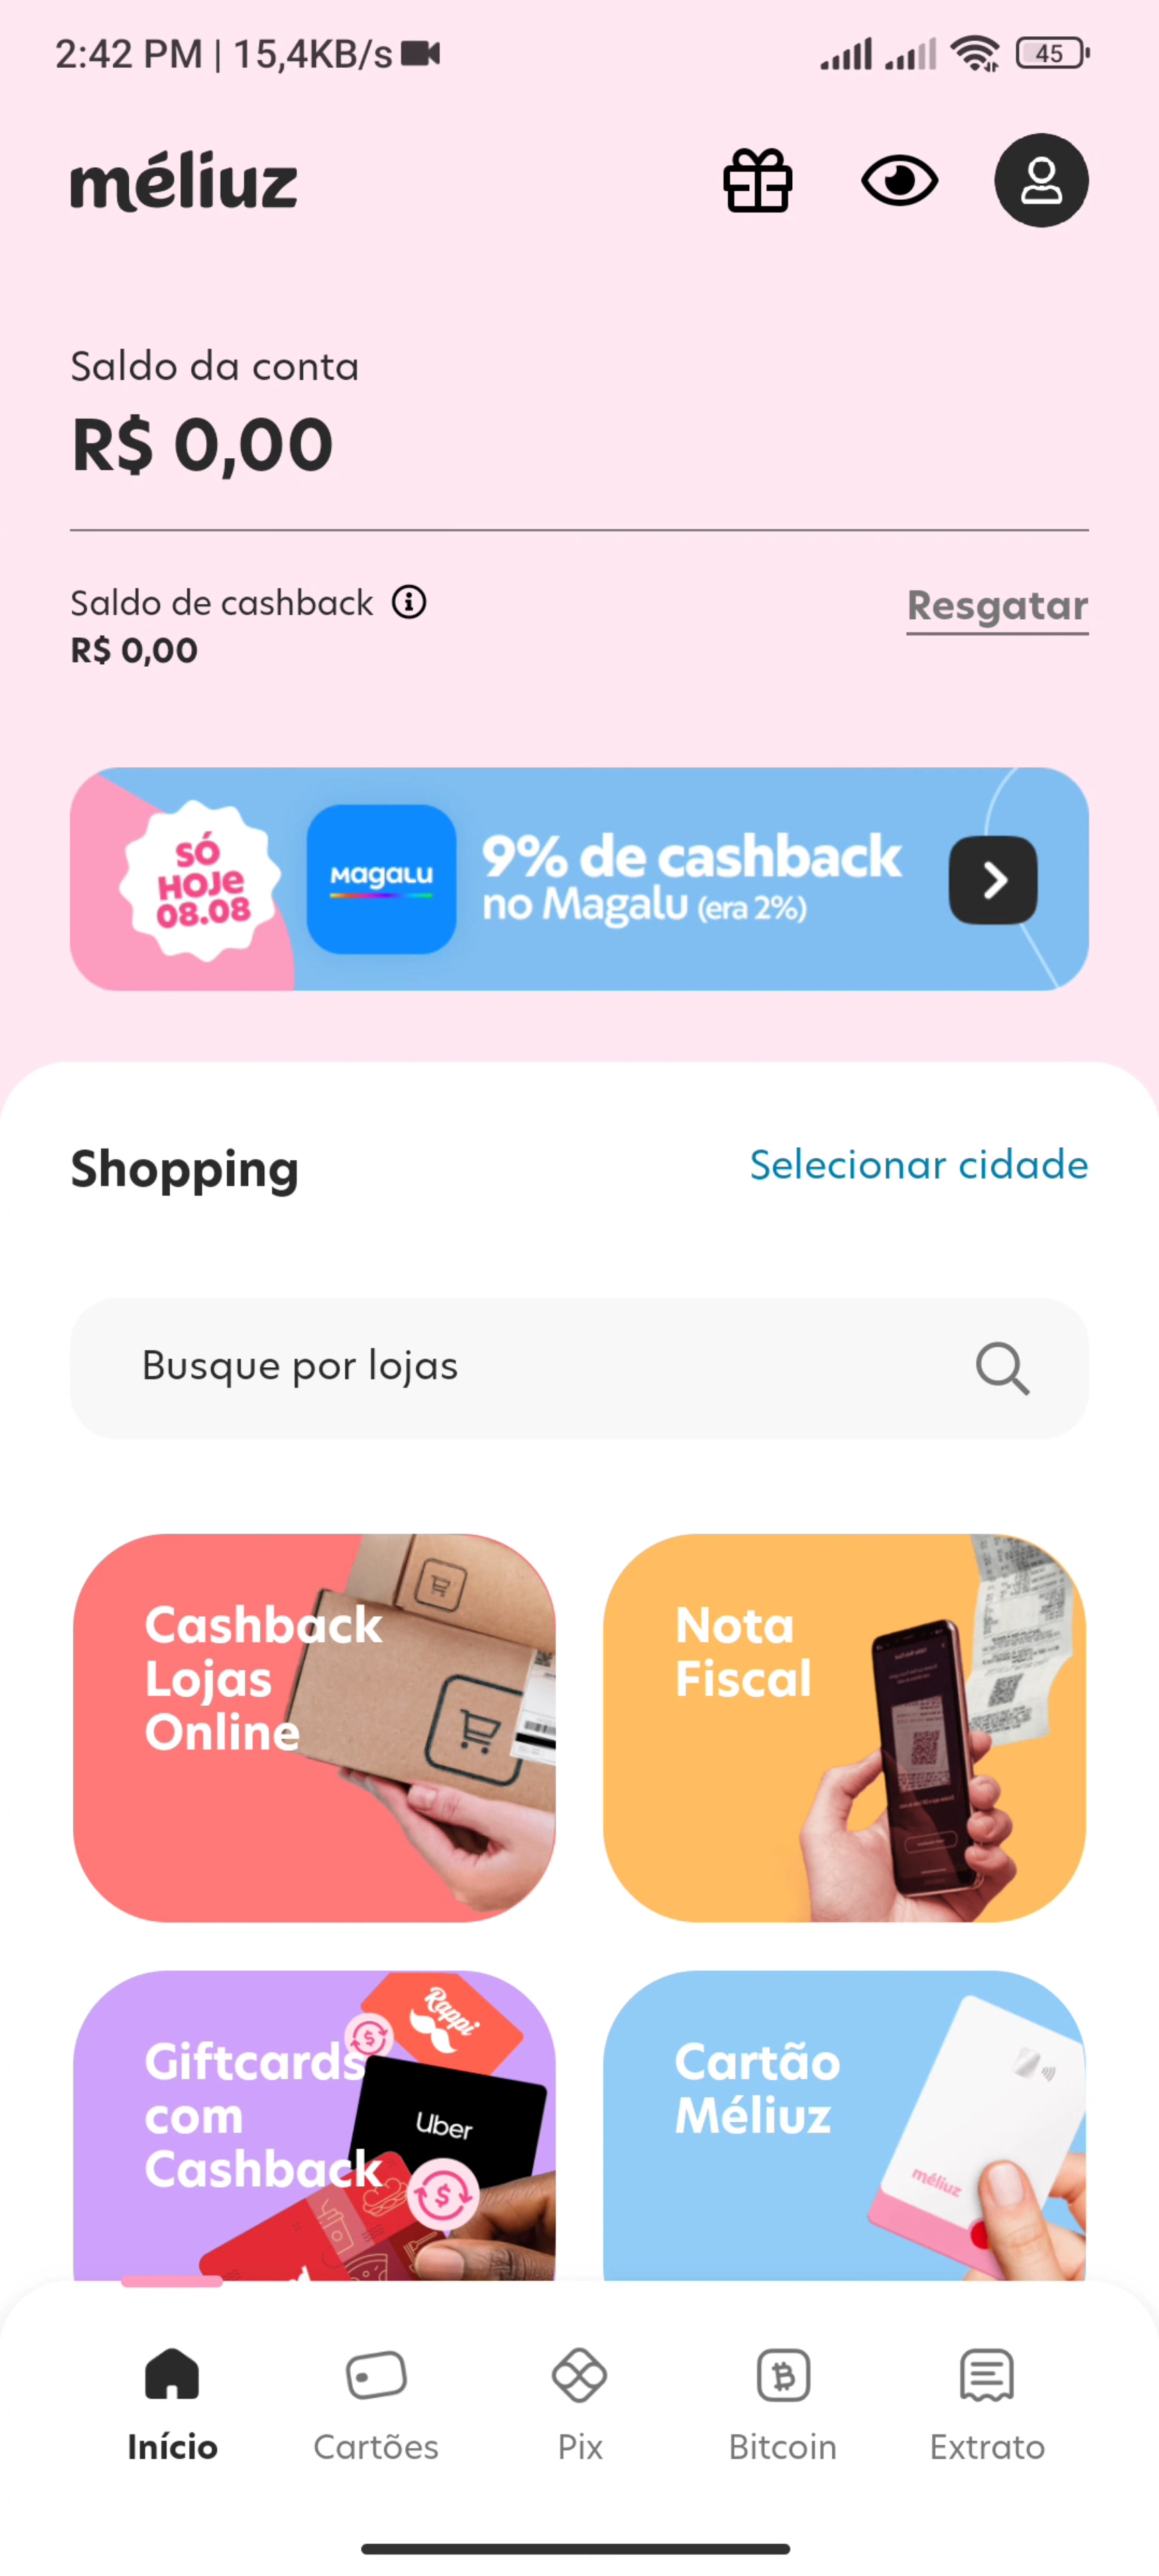 2:42 PM | 15,4KB/s
45
méliuz
Saldo da conta
R$ 0,00
Saldo de cashback
Resgatar
R$ 0,00
SÓ
HOJE
08.08
Magalu
9% de cashback
no Magalu (era 2%)
Shopping
Selecionar cidade
Busque por lojas
Cashback
Lojas
Online
Nota
Fiscal
Giftcards
com
Cashback
Rappi
Uber
Cartão
Méliuz
méliuz
Início
Cartões
Pix
Bitcoin
Extrato